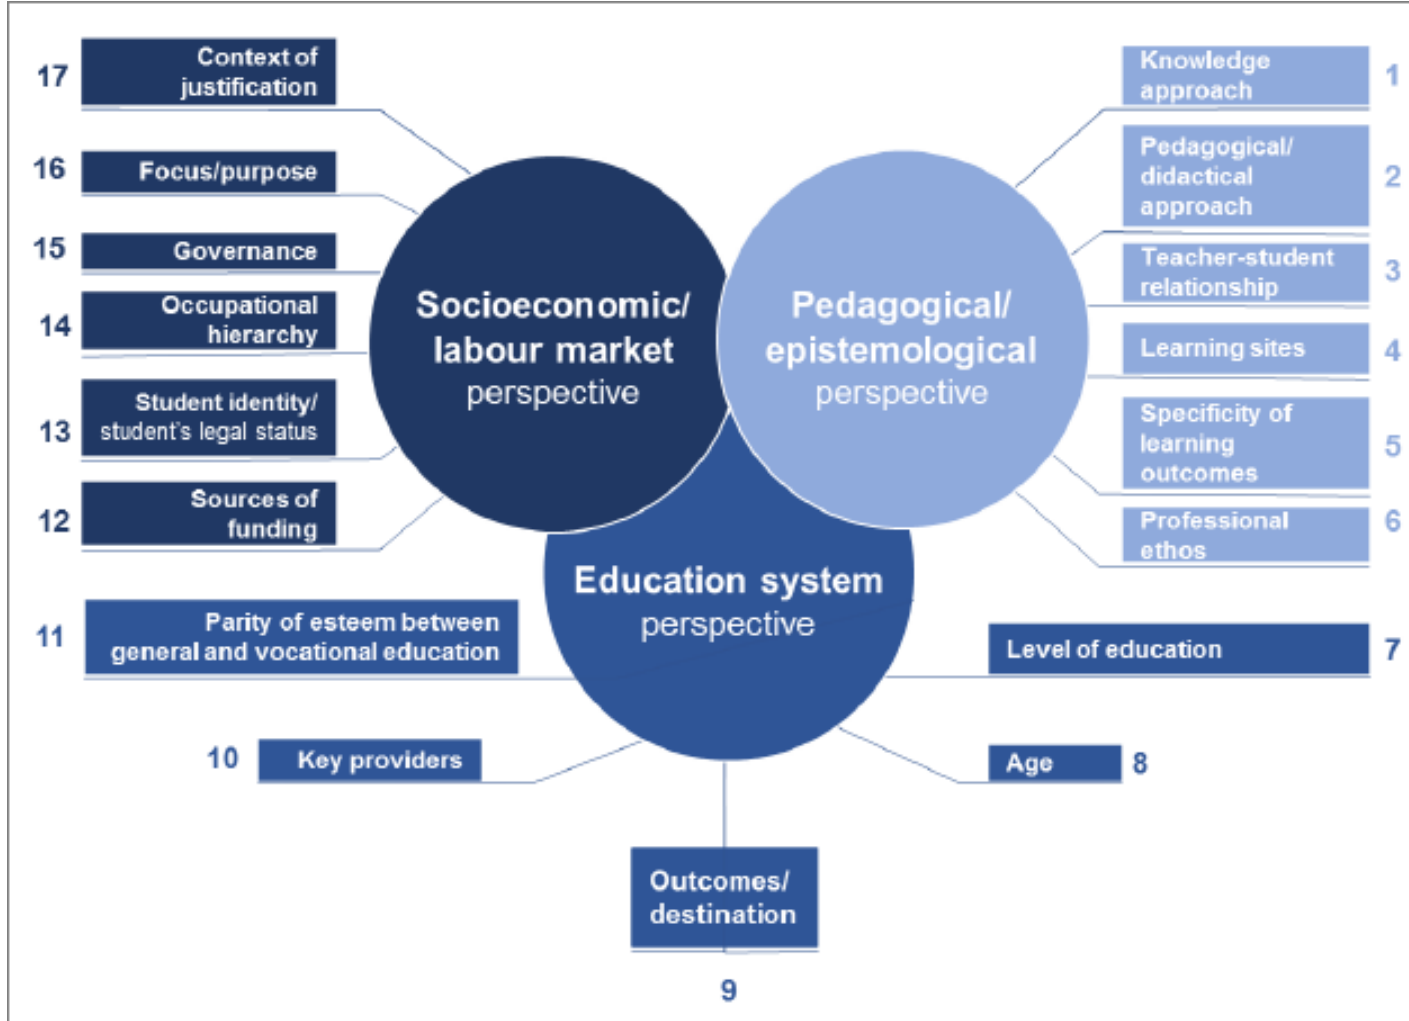 17
Context of
justification
16
Focus/purpose
15
Governance
14
Occupational
hierarchy
13
Student identity/
student's legal status
12
Sources of
funding
11
Parity of esteem between
general and vocational education
10
Key providers
Socioeconomic/
labour market
perspective
Pedagogical/
epistemological
perspective
Education system
perspective
Knowledge
approach
1
Pedagogical/
didactical
approach
2
Teacher-student
relationship
3
Learning sites
4
Specificity of
learning
outcomes
5
Professional
ethos
6
Level of education
7
Age
8
Outcomes/
destination
9